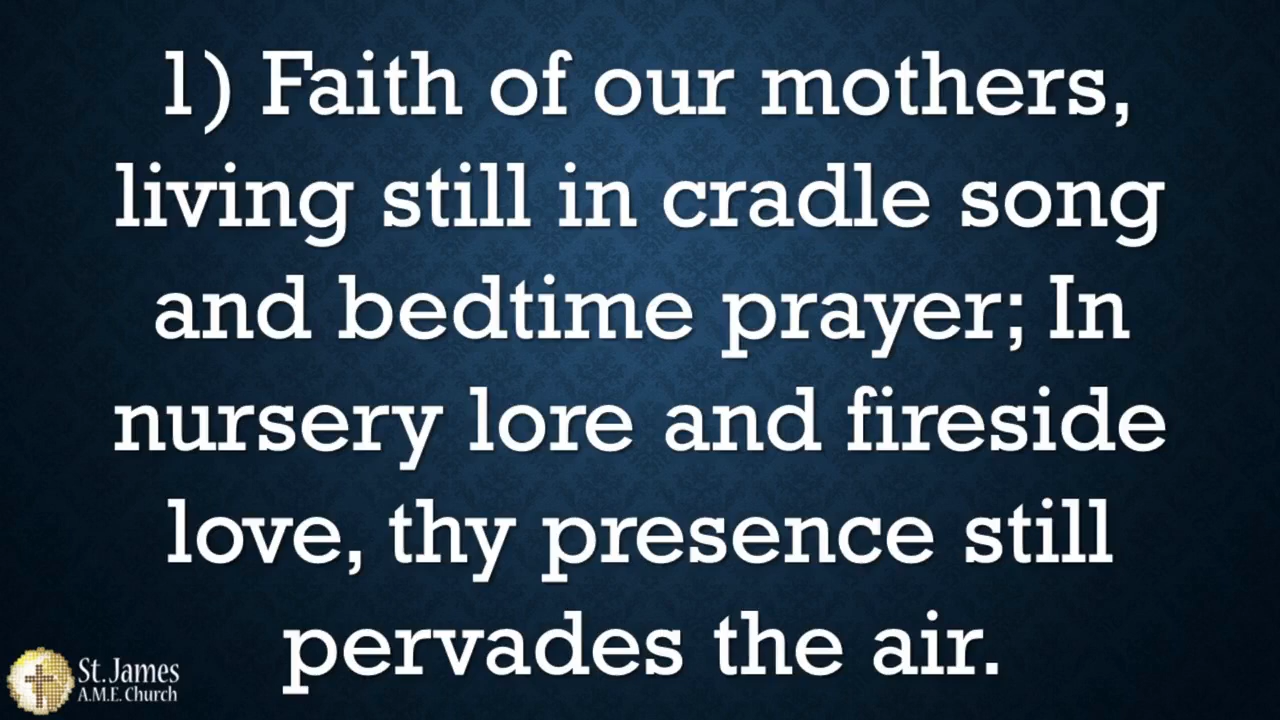 1) Faith of our mothers,
living still in cradle song
and bedtime prayer; In
nursery lore and fireside
love, thy presence still
pervades the air.
St. James
A.M.E. Church